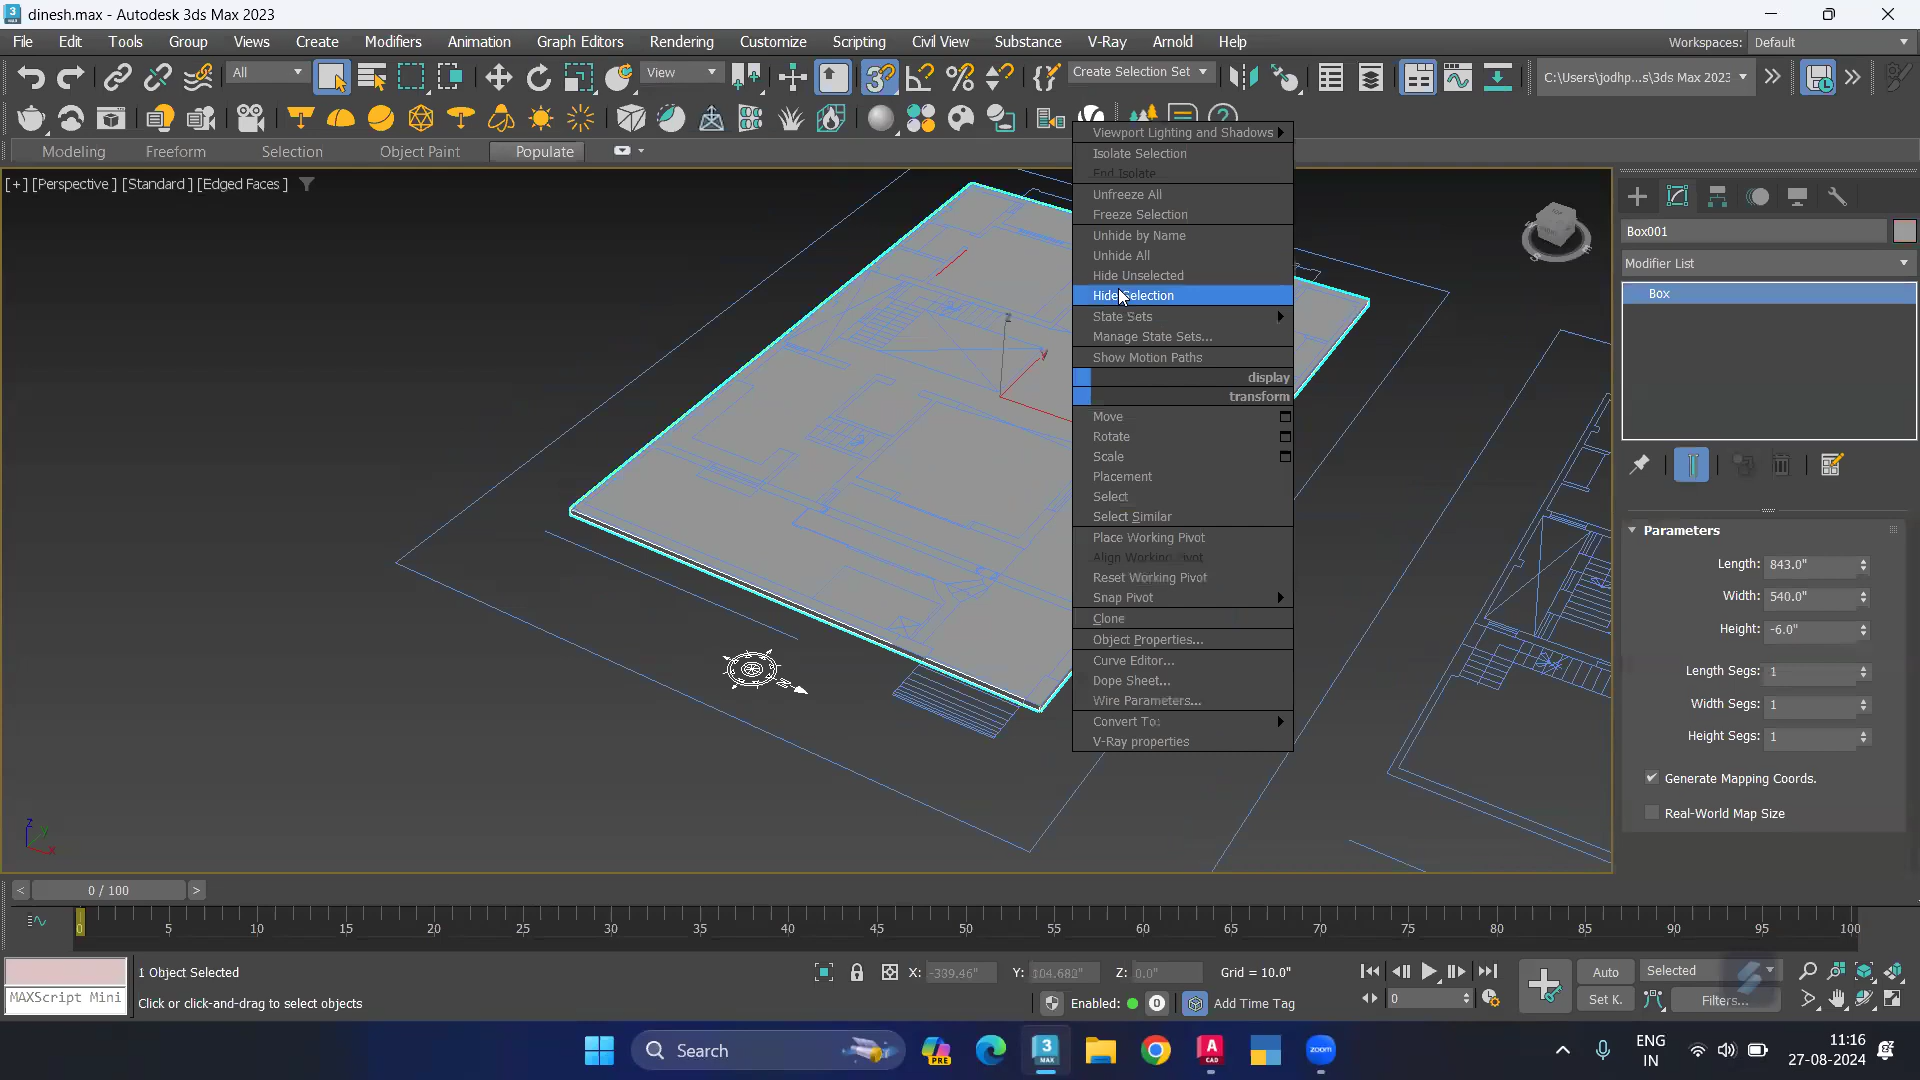 dinesh.max - Autodesk 3ds Max 2023
File Edit Tools Group Views Create Modifiers Animation Graph Editors Rendering Customize Scripting Civil View Substance V-Ray Arnold Help Workspaces: Default
All View Create Selection Set C:\Users\jodhp...s\3ds Max 2023
Modeling Freeform Selection Object Paint Populate
[+] [Perspective] [Standard] [Edged Faces]
Viewport Lighting and Shadows
Isolate Selection
End Isolate
Unfreeze All
Freeze Selection
Unhide by Name
Unhide All
Hide Unselected
Hide Selection
State Sets
Manage State Sets...
Show Motion Paths
display
transform
Move
Rotate
Scale
Placement
Select
Select Similar
Place Working Pivot
Align Working Pivot
Reset Working Pivot
Snap Pivot
Clone
Object Properties...
Curve Editor...
Dope Sheet...
Wire Parameters...
Convert To:
V-Ray properties
Box001
Modifier List
Box
Parameters
Length: 843.0"
Width: 540.0"
Height: -6.0"
Length Segs: 1
Width Segs: 1
Height Segs: 1
Generate Mapping Coords.
Real-World Map Size
z
y
z
x
< 0 / 100 >
0 5 10 15 20 25 30 35 40 45 50 55 60 65 70 75 80 85 90 95 100
MAXScript Mini
1 Object Selected
Click or click-and-drag to select objects
X: -339.46" Y: 104.682" Z: 0.0" Grid = 10.0"
Enabled: 0 Add Time Tag
0
Auto Selected
Set K. Filters...
Search
PRE
3 MAX
A CAD
zoom
ENG
IN
11:16
27-08-2024